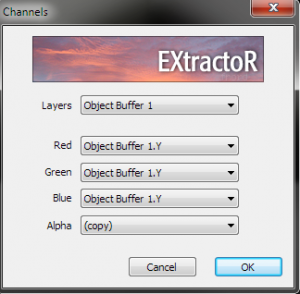 Channels
EXtractoR
Layers Object Buffer 1
Red Object Buffer 1.Y
Green Object Buffer 1.Y
Blue Object Buffer 1.Y
Alpha (copy)
Cancel OK